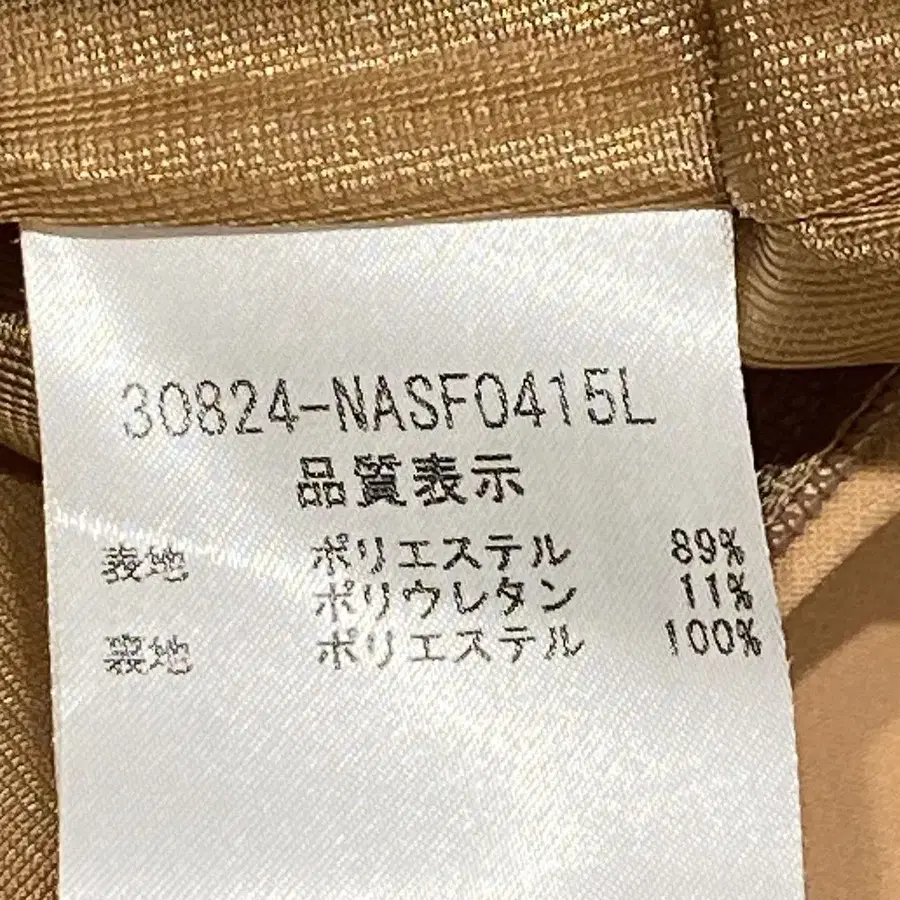 30824-NASF0415L
品質表示
表地 ポリエステル 89%
ポリウレタン 11%
裏地 ポリエステル 100%